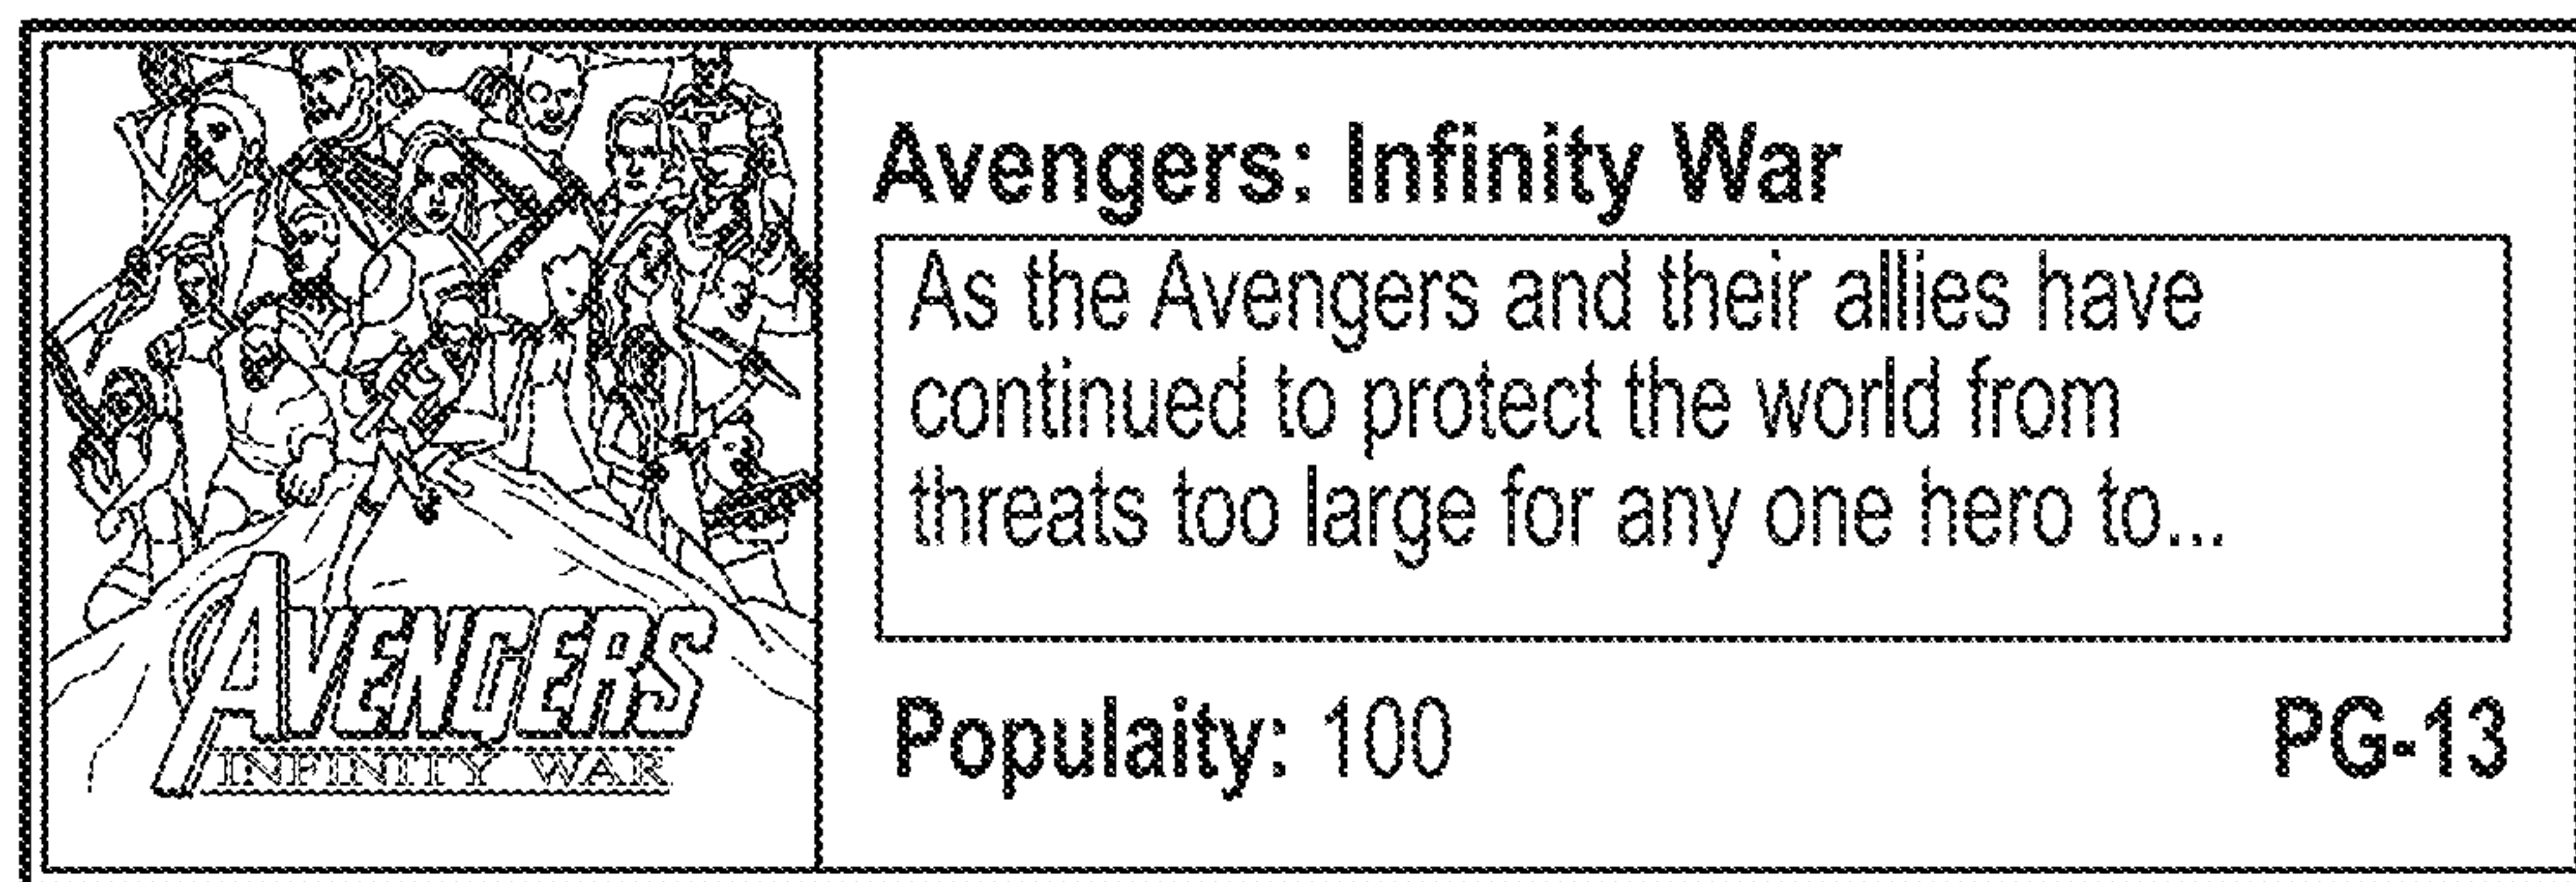 Avengers: Infinity War
As the Avengers and their allies have
continued to protect the world from
threats too large for any one hero to...
Populaity: 100
PG-13
AVENGERS
INFINITY WAR